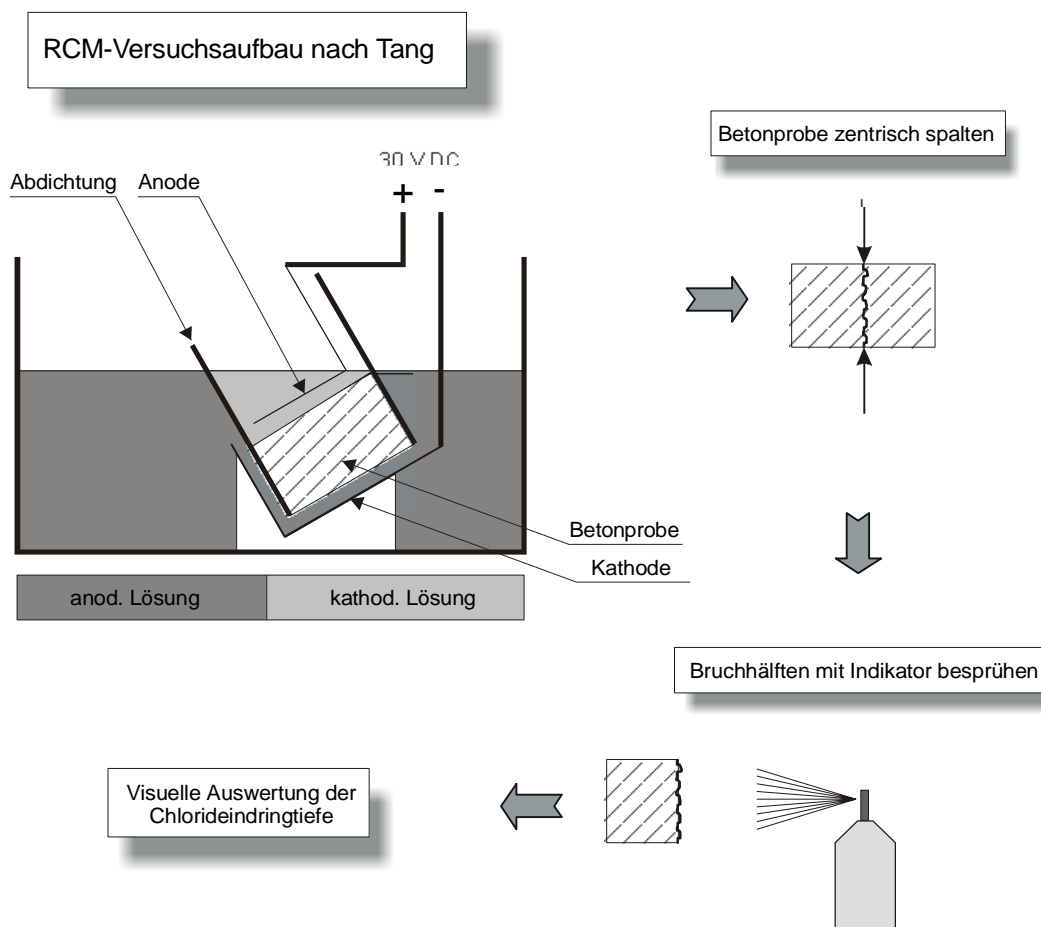 RCM-Versuchsaufbau nach Tang
Betonprobe zentrisch spalten
30 V DC
+ -
Abdichtung Anode
Betonprobe
Kathode
anod. Lösung kathod. Lösung
Bruchhälften mit Indikator besprühen
Visuelle Auswertung der
Chlorideindringtiefe